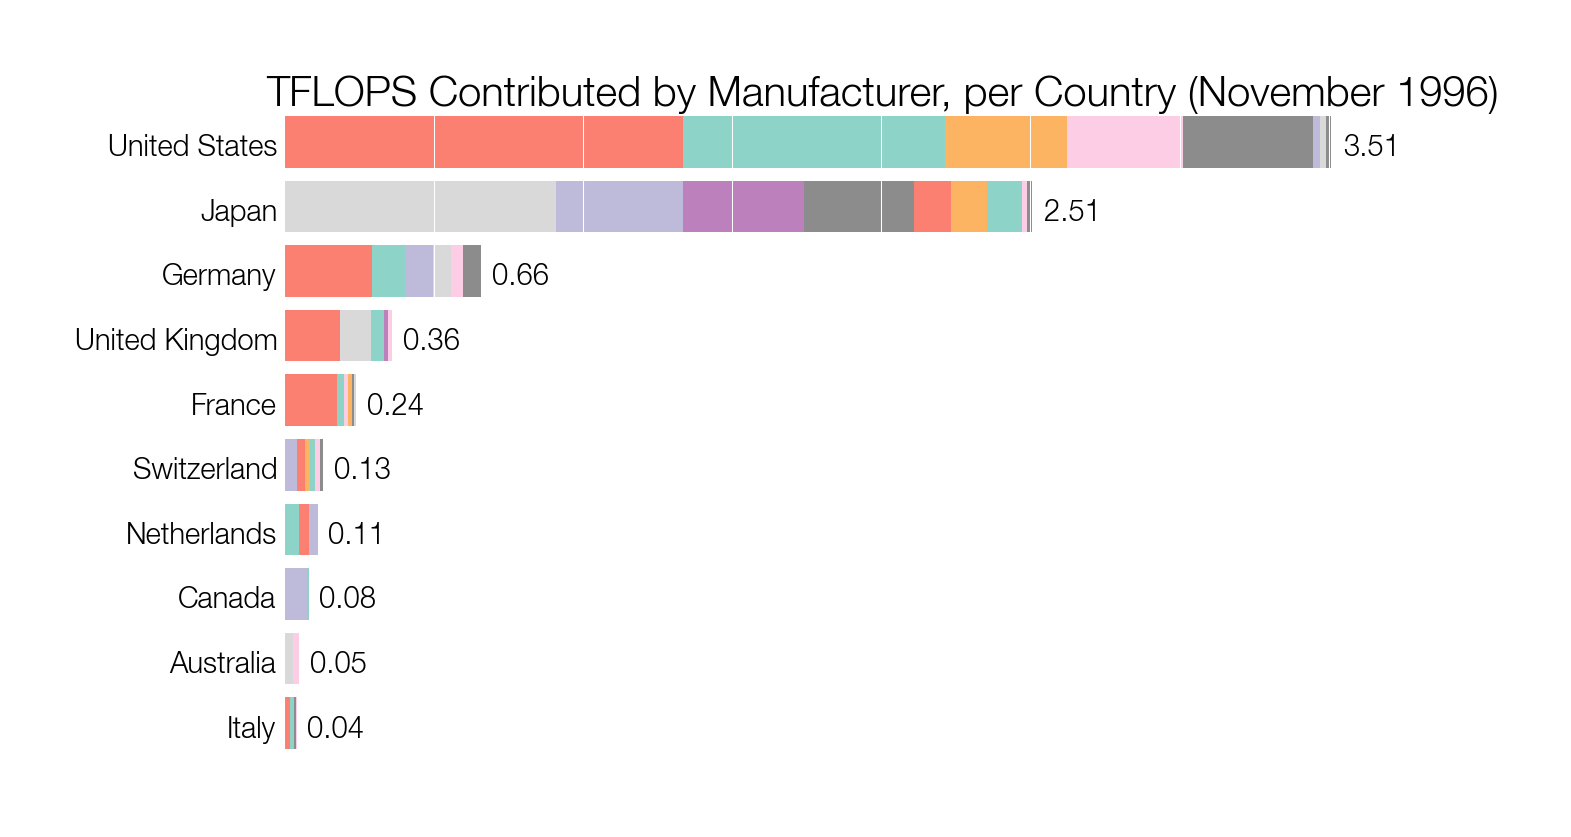 TFLOPS Contributed by Manufacturer, per Country (November 1996)
United States 3.51
Japan 2.51
Germany 0.66
United Kingdom 0.36
France 0.24
Switzerland 0.13
Netherlands 0.11
Canada 0.08
Australia 0.05
Italy 0.04